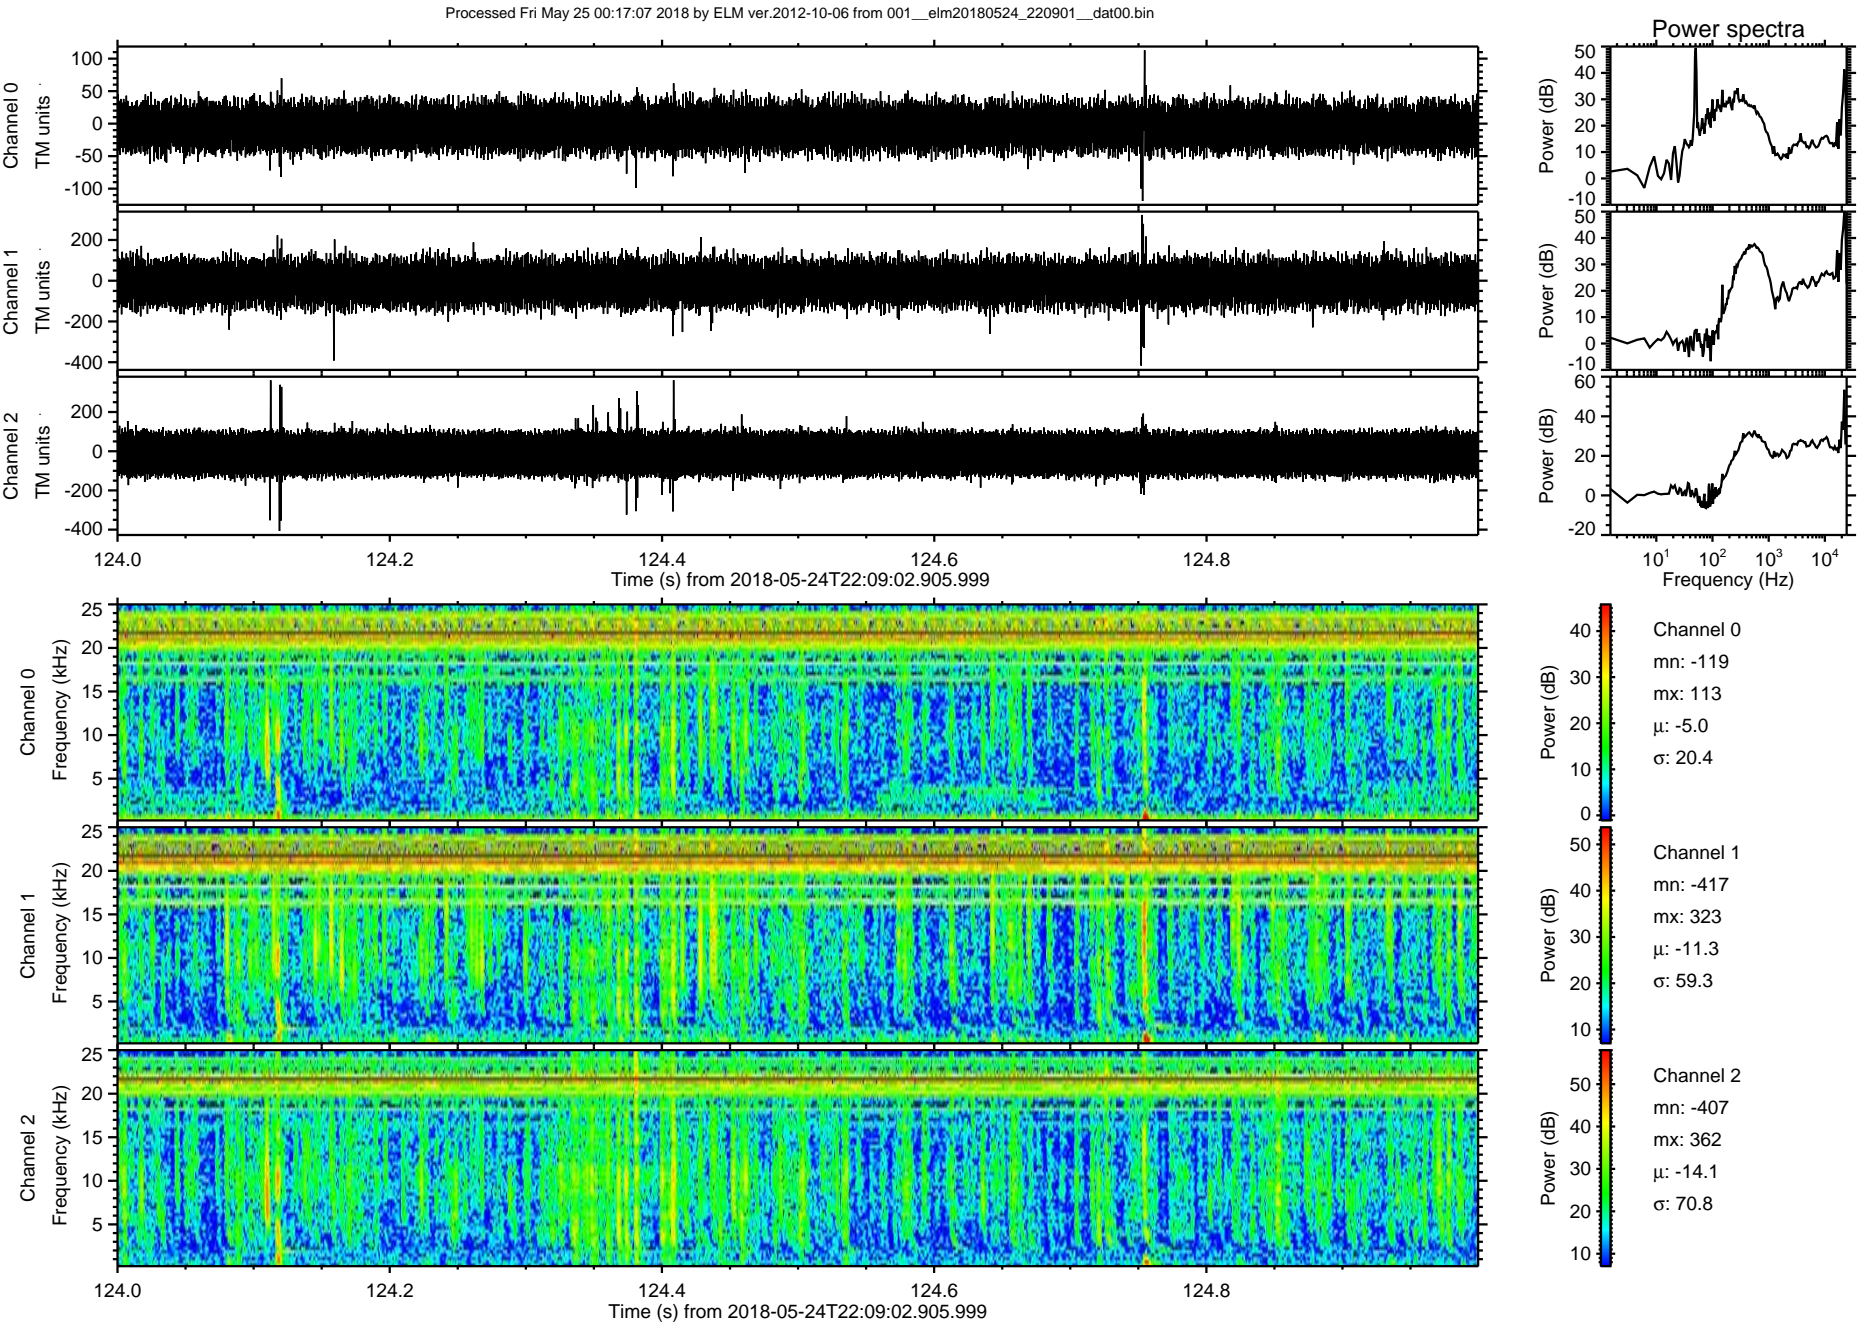 Processed Fri May 25 00:17:07 2018 by ELM ver.2012-10-06 from 001__elm20180524_220901__dat00.bin
Power spectra
Channel 0
TM units
100
50
0
-50
-100
Power (dB)
50
40
30
20
10
0
-10
Channel 1
TM units
200
0
-200
-400
Power (dB)
50
40
30
20
10
0
-10
Channel 2
TM units
200
0
-200
-400
Power (dB)
60
40
20
0
-20
124.0 124.2 124.4 124.6 124.8
Time (s) from 2018-05-24T22:09:02.905.999
10¹ 10² 10³ 10⁴
Frequency (Hz)
Channel 0
Frequency (kHz)
25
20
15
10
5
Power (dB)
40
30
20
10
0
Channel 0
mn: -119
mx: 113
μ: -5.0
σ: 20.4
Channel 1
Frequency (kHz)
25
20
15
10
5
Power (dB)
50
40
30
20
10
Channel 1
mn: -417
mx: 323
μ: -11.3
σ: 59.3
Channel 2
Frequency (kHz)
25
20
15
10
5
Power (dB)
50
40
30
20
10
Channel 2
mn: -407
mx: 362
μ: -14.1
σ: 70.8
124.0 124.2 124.4 124.6 124.8
Time (s) from 2018-05-24T22:09:02.905.999